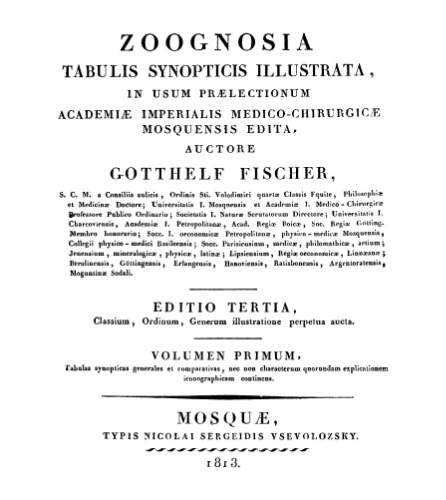 ZOOGNOSIA
TABULIS SYNOPTICIS ILLUSTRATA,
IN USUM PRÆLECTIONUM
ACADEMIÆ IMPERIALIS MEDICO-CHIRURGICÆ
MOSQUENSIS EDITA,
AUCTORE
GOTTHELF FISCHER,
S. C. M. a Consiliis aulicis, Ordinis Sti. Volodimiri quartæ Classis Equite, Philosophiæ
et Medicinæ Doctore; Universitatis I. Mosquensis et Academiæ I. Medico-Chirurgicæ
Professore Publico Ordinario; Societatis I. Naturæ Scrutatorum Directore; Universitatis I.
Charcoviensis, Academiæ I. Petropolitanæ, Acad. Regiæ Boicæ, Soc. Regiæ Götting.
Membro honorario; Socc. I. oeconomicæ Petropolitanæ, physico-medicæ Mosquensis,
Collegii physico-medici Basileensis; Socc. Parisiensium, medicæ, philomathicæ, artium;
Jenensium, mineralogicæ, physicæ, latinæ; Lipsiensium, Regiæ oeconomicæ, Linnæanæ;
Berolinensis, Göttingensis, Erlangensis, Hanoviensis, Ratisbonensis, Argentoratensis,
Moguntinæ Sodali.
EDITIO TERTIA,
Classium, Ordinum, Generum illustratione perpetua aucta.
VOLUMEN PRIMUM,
Tabulas synopticas generales et comparativas, nec non characterum quorundam explicationem
iconographicam continens.
MOSQUÆ,
TYPIS NICOLAI SERGEIDIS VSEVOLOZSKY.
1813.